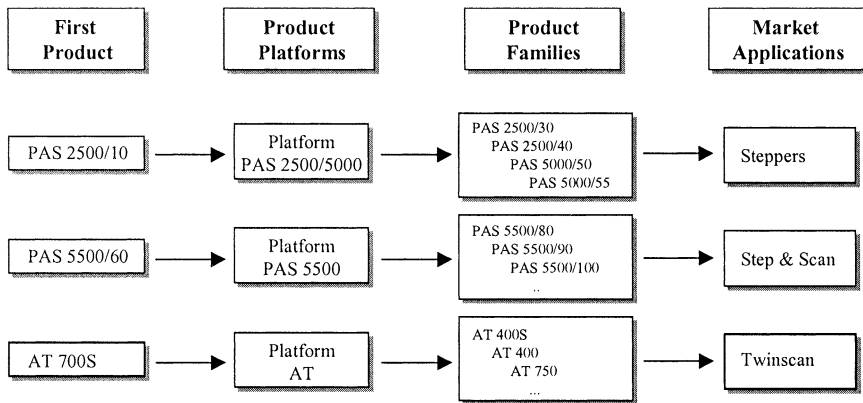 First
Product
Product
Platforms
Product
Families
Market
Applications
PAS 2500/10
Platform
PAS 2500/5000
PAS 2500/30
PAS 2500/40
PAS 5000/50
PAS 5000/55
Steppers
PAS 5500/60
Platform
PAS 5500
PAS 5500/80
PAS 5500/90
PAS 5500/100
..
Step & Scan
AT 700S
Platform
AT
AT 400S
AT 400
AT 750
...
Twinscan